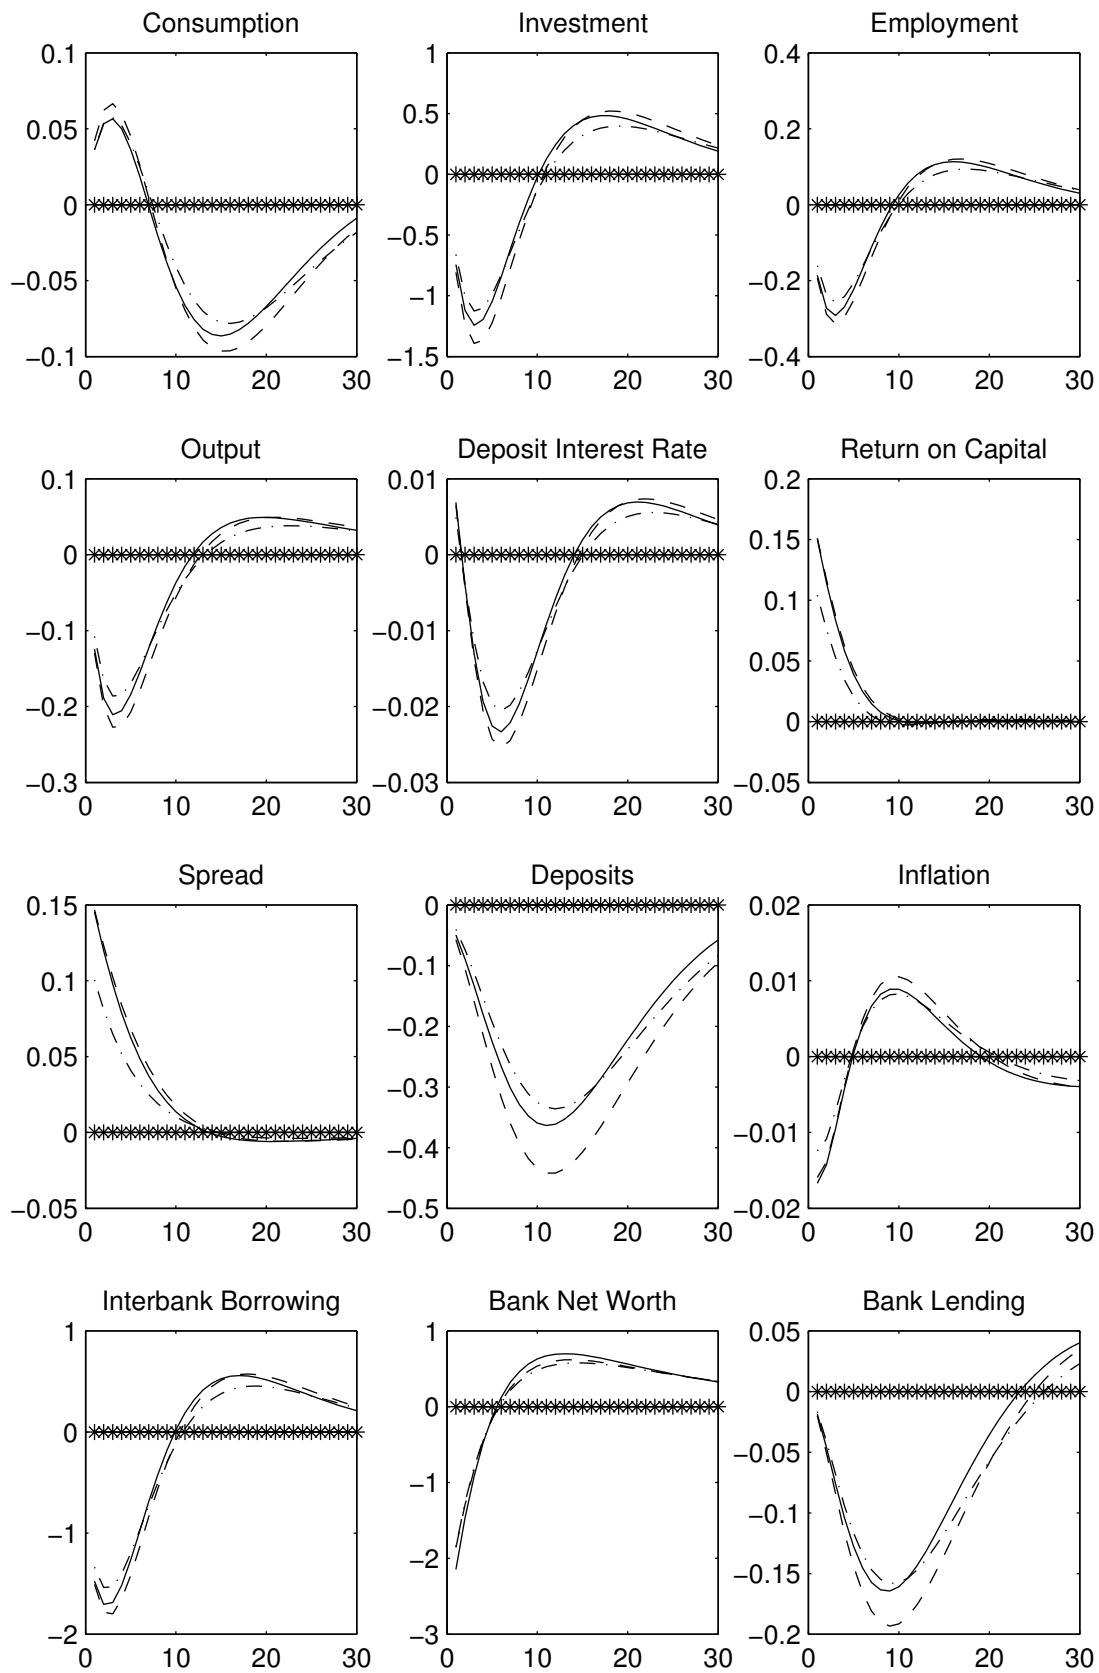 Consumption
0.1
0.05
0
−0.05
−0.1
0 10 20 30
Investment
1
0.5
0
−0.5
−1
−1.5
0 10 20 30
Employment
0.4
0.2
0
−0.2
−0.4
0 10 20 30
Output
0.1
0
−0.1
−0.2
−0.3
0 10 20 30
Deposit Interest Rate
0.01
0
−0.01
−0.02
−0.03
0 10 20 30
Return on Capital
0.2
0.15
0.1
0.05
0
−0.05
0 10 20 30
Spread
0.15
0.1
0.05
0
−0.05
0 10 20 30
Deposits
0
−0.1
−0.2
−0.3
−0.4
−0.5
0 10 20 30
Inflation
0.02
0.01
0
−0.01
−0.02
0 10 20 30
Interbank Borrowing
1
0
−1
−2
0 10 20 30
Bank Net Worth
1
0
−1
−2
−3
0 10 20 30
Bank Lending
0.05
0
−0.05
−0.1
−0.15
−0.2
0 10 20 30